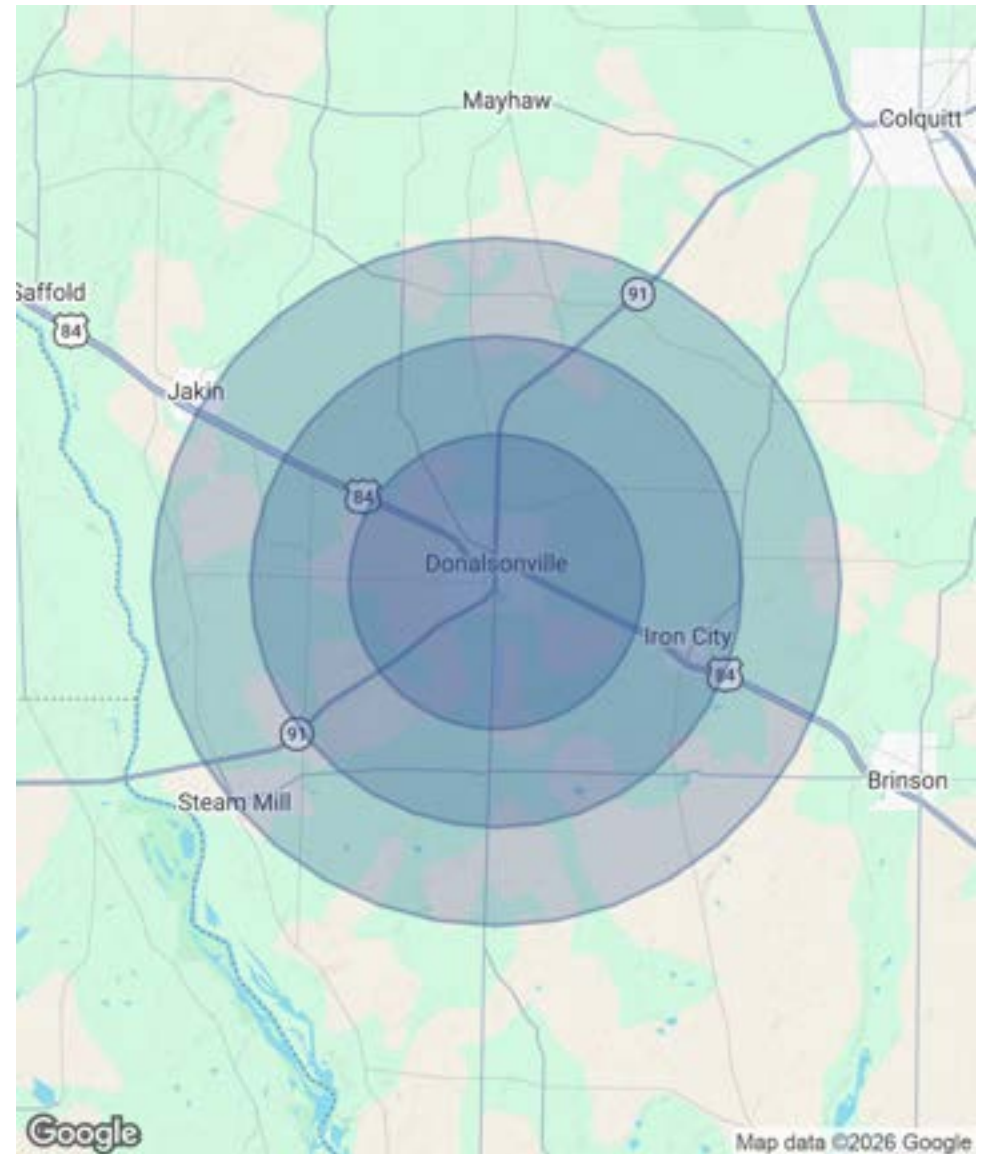 Mayhaw
Colquitt
Saffold
91
84
Jakin
84
Donalsonville
Iron City
84
91
Brinson
Steam Mill
Google
Map data ©2026 Google